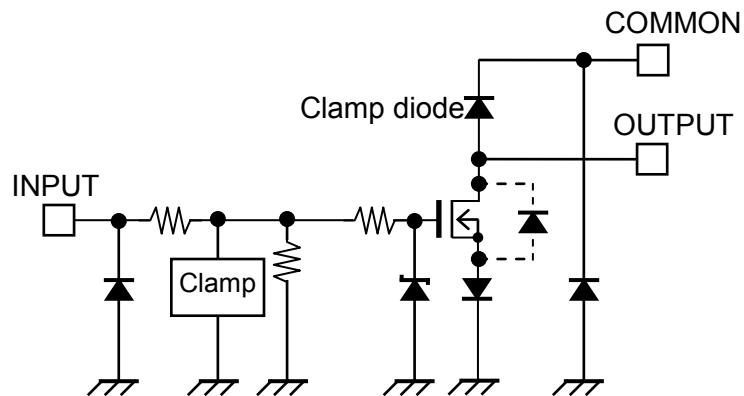 COMMON
Clamp diode
OUTPUT
INPUT
Clamp